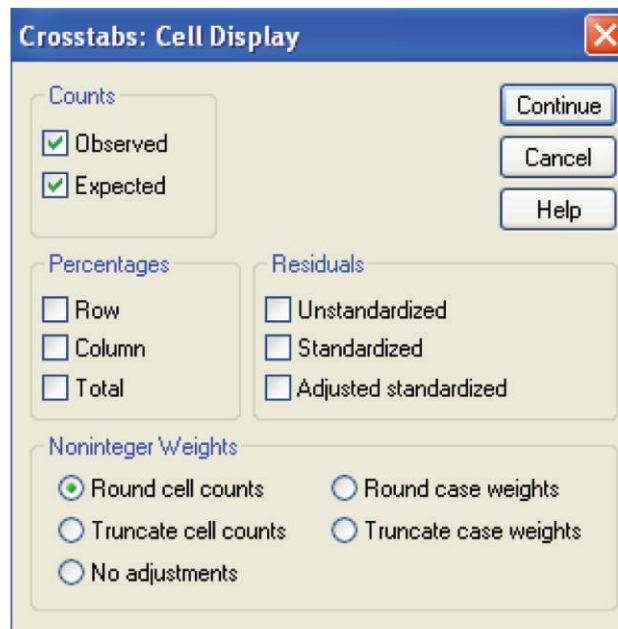 Crosstabs: Cell Display
Counts
Observed
Expected
Continue
Cancel
Help
Percentages
Row
Column
Total
Residuals
Unstandardized
Standardized
Adjusted standardized
Noninteger Weights
Round cell counts
Round case weights
Truncate cell counts
Truncate case weights
No adjustments